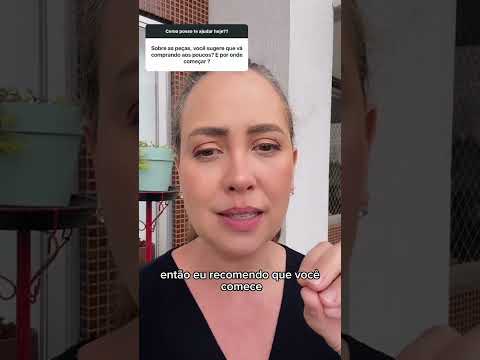 Como posso te ajudar hoje??
Sobre as peças, você sugere que vá
comprando aos poucos? E por onde
começar ?
então eu recomendo que você
comece